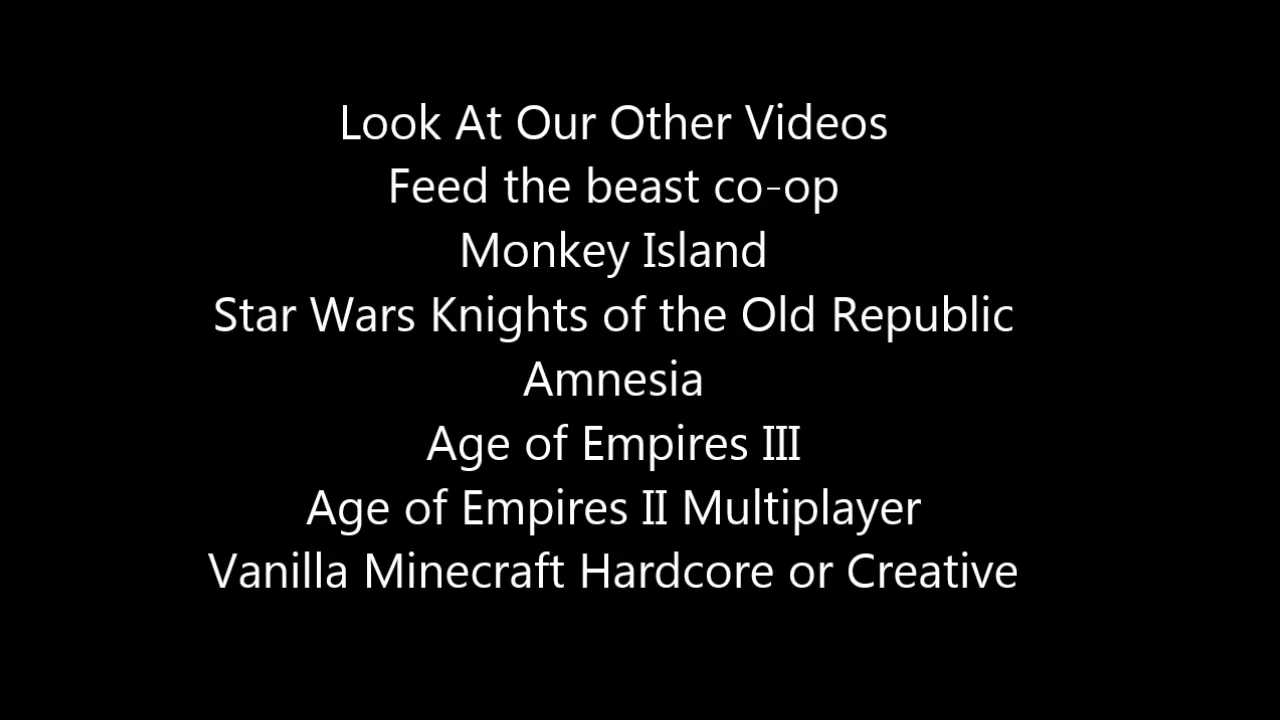 Look At Our Other Videos
Feed the beast co-op
Monkey Island
Star Wars Knights of the Old Republic
Amnesia
Age of Empires III
Age of Empires II Multiplayer
Vanilla Minecraft Hardcore or Creative